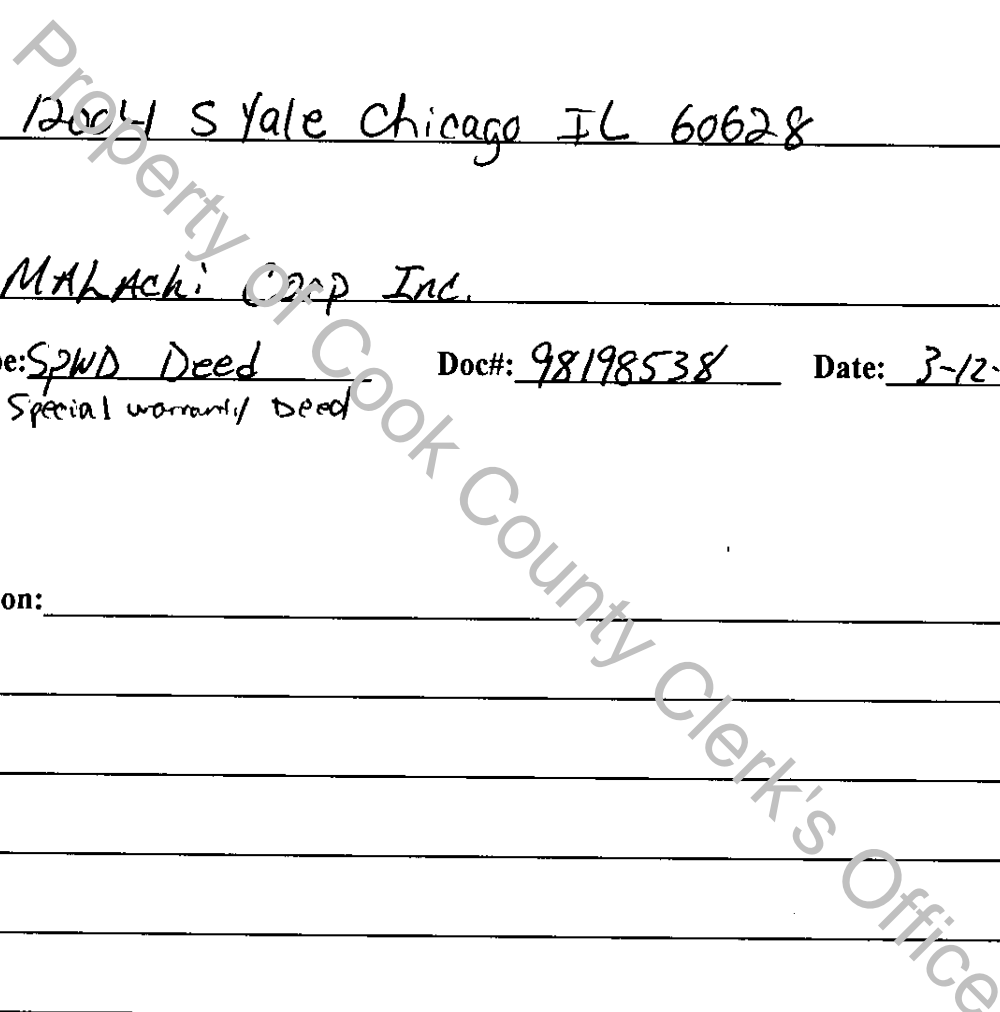 12004 S Yale Chicago IL 60628
MALAchi Corp Inc.
e: SPWD Deed Doc#: 98198538 Date: 3-12-
Special warranty Deed
on:
Property of Cook County Clerk's Office